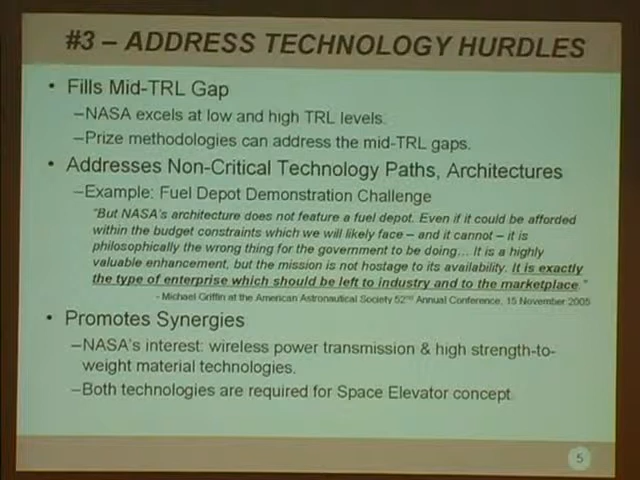 #3 – ADDRESS TECHNOLOGY HURDLES
• Fills Mid-TRL Gap
–NASA excels at low and high TRL levels.
–Prize methodologies can address the mid-TRL gaps.
• Addresses Non-Critical Technology Paths, Architectures
–Example: Fuel Depot Demonstration Challenge
"But NASA's architecture does not feature a fuel depot. Even if it could be afforded
within the budget constraints which we will likely face – and it cannot – it is
philosophically the wrong thing for the government to be doing… It is a highly
valuable enhancement, but the mission is not hostage to its availability. It is exactly
the type of enterprise which should be left to industry and to the marketplace."
- Michael Griffin at the American Astronautical Society 52nd Annual Conference, 15 November 2005
• Promotes Synergies
–NASA's interest: wireless power transmission & high strength-to-
weight material technologies.
–Both technologies are required for Space Elevator concept.
5